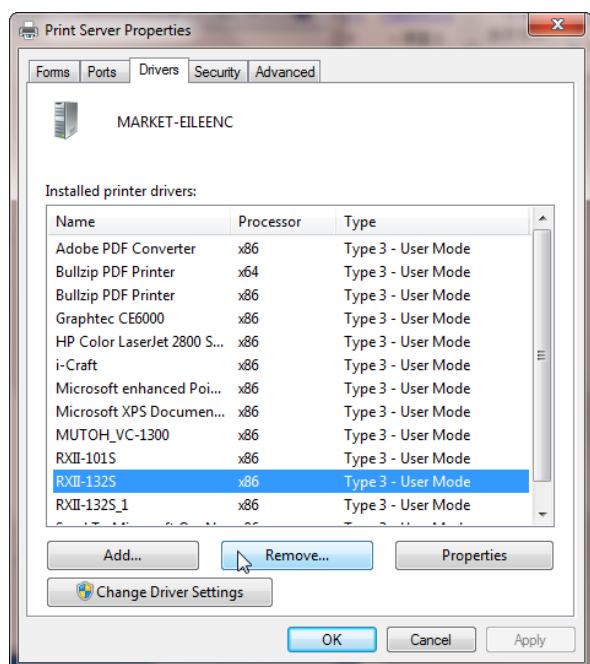 Print Server Properties
Forms Ports Drivers Security Advanced
MARKET-EILEENC
Installed printer drivers:
Name Processor Type
Adobe PDF Converter x86 Type 3 - User Mode
Bullzip PDF Printer x64 Type 3 - User Mode
Bullzip PDF Printer x86 Type 3 - User Mode
Graphtec CE6000 x86 Type 3 - User Mode
HP Color LaserJet 2800 S... x86 Type 3 - User Mode
i-Craft x86 Type 3 - User Mode
Microsoft enhanced Poi... x86 Type 3 - User Mode
Microsoft XPS Documen... x86 Type 3 - User Mode
MUTOH_VC-1300 x86 Type 3 - User Mode
RXII-101S x86 Type 3 - User Mode
RXII-132S x86 Type 3 - User Mode
RXII-132S_1 x86 Type 3 - User Mode
Add... Remove... Properties
Change Driver Settings
OK Cancel Apply